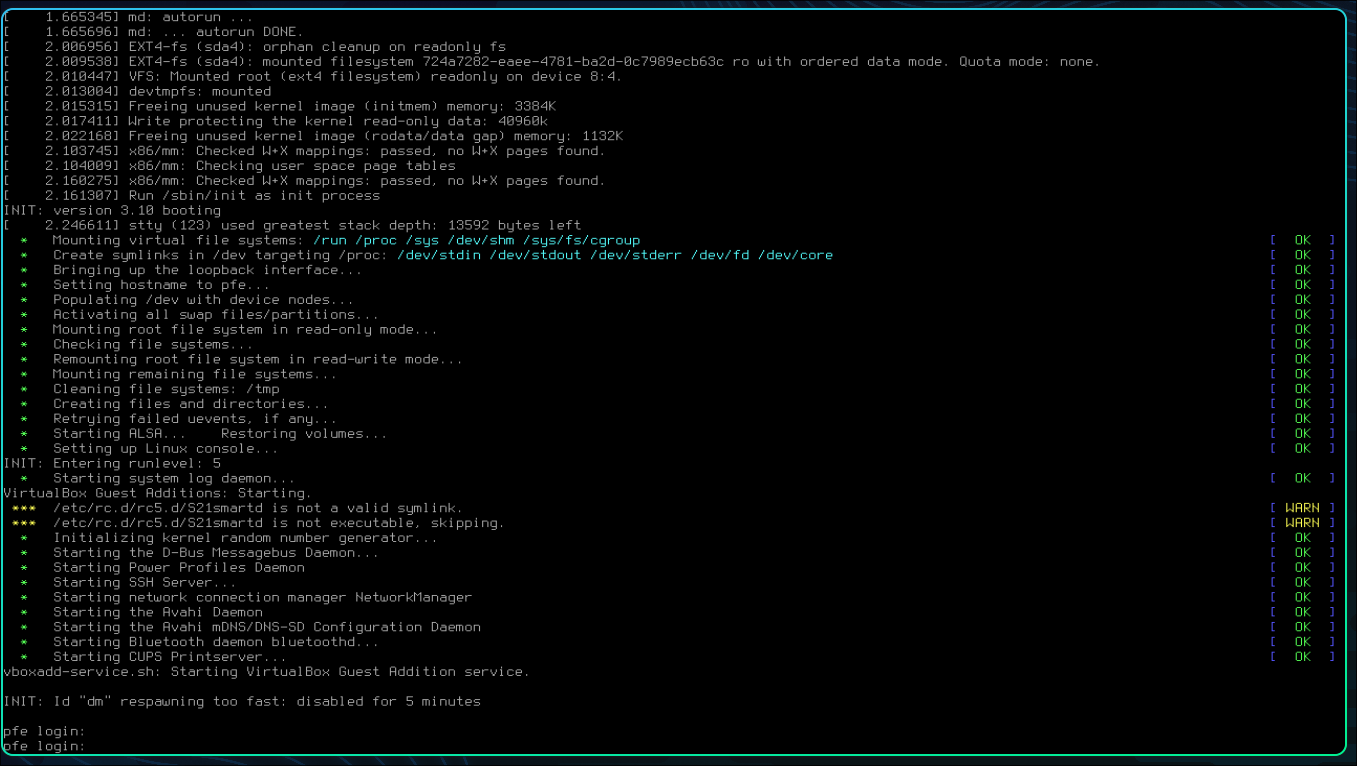 [    1.665345] md: autorun ...
[    1.665696] md: ... autorun DONE.
[    2.006956] EXT4-fs (sda4): orphan cleanup on readonly fs
[    2.009538] EXT4-fs (sda4): mounted filesystem 724a7282-eaee-4781-ba2d-0c7989ecb63c ro with ordered data mode. Quota mode: none.
[    2.010447] VFS: Mounted root (ext4 filesystem) readonly on device 8:4.
[    2.013004] devtmpfs: mounted
[    2.015315] Freeing unused kernel image (initmem) memory: 3384K
[    2.017411] Write protecting the kernel read-only data: 40960k
[    2.022168] Freeing unused kernel image (rodata/data gap) memory: 1132K
[    2.103745] x86/mm: Checked W+X mappings: passed, no W+X pages found.
[    2.104009] x86/mm: Checking user space page tables
[    2.160275] x86/mm: Checked W+X mappings: passed, no W+X pages found.
[    2.161307] Run /sbin/init as init process
INIT: version 3.10 booting
[    2.246611] stty (123) used greatest stack depth: 13592 bytes left
  *   Mounting virtual file systems: /run /proc /sys /dev/shm /sys/fs/cgroup [  OK  ]
  *   Create symlinks in /dev targeting /proc: /dev/stdin /dev/stdout /dev/stderr /dev/fd /dev/core [  OK  ]
  *   Bringing up the loopback interface... [  OK  ]
  *   Setting hostname to pfe... [  OK  ]
  *   Populating /dev with device nodes... [  OK  ]
  *   Activating all swap files/partitions... [  OK  ]
  *   Mounting root file system in read-only mode... [  OK  ]
  *   Checking file systems... [  OK  ]
  *   Remounting root file system in read-write mode... [  OK  ]
  *   Mounting remaining file systems... [  OK  ]
  *   Cleaning file systems: /tmp [  OK  ]
  *   Creating files and directories... [  OK  ]
  *   Retrying failed uevents, if any... [  OK  ]
  *   Starting ALSA...    Restoring volumes... [  OK  ]
  *   Setting up Linux console... [  OK  ]
INIT: Entering runlevel: 5
  *   Starting system log daemon... [  OK  ]
VirtualBox Guest Additions: Starting.
 ***  /etc/rc.d/rc5.d/S21smartd is not a valid symlink. [ WARN ]
 ***  /etc/rc.d/rc5.d/S21smartd is not executable, skipping. [ WARN ]
  *   Initializing kernel random number generator... [  OK  ]
  *   Starting the D-Bus Messagebus Daemon... [  OK  ]
  *   Starting Power Profiles Daemon [  OK  ]
  *   Starting SSH Server... [  OK  ]
  *   Starting network connection manager NetworkManager [  OK  ]
  *   Starting the Avahi Daemon [  OK  ]
  *   Starting the Avahi mDNS/DNS-SD Configuration Daemon [  OK  ]
  *   Starting Bluetooth daemon bluetoothd... [  OK  ]
  *   Starting CUPS Printserver... [  OK  ]
vboxadd-service.sh: Starting VirtualBox Guest Addition service.
INIT: Id "dm" respawning too fast: disabled for 5 minutes
pfe login:
pfe login: